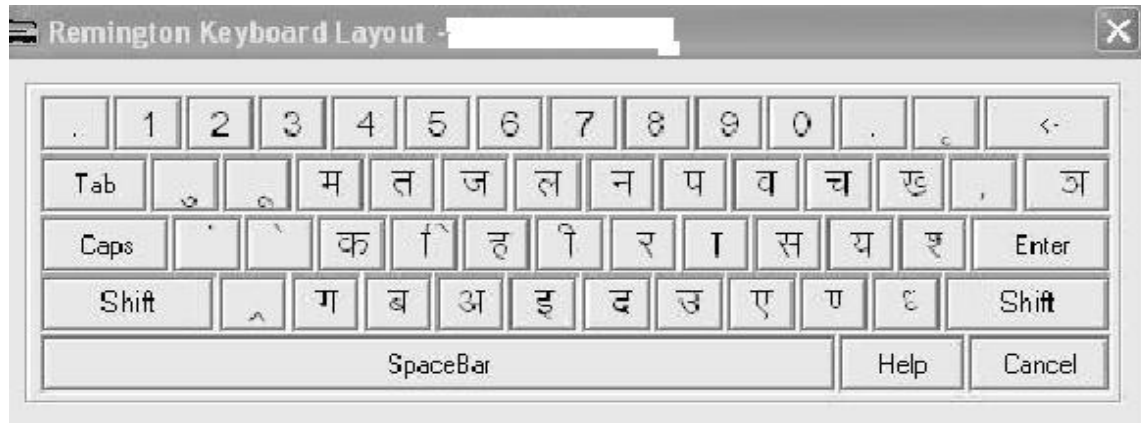 Remington Keyboard Layout -
. 1 2 3 4 5 6 7 8 9 0 . ृ <-
Tab ु ू म त ज ल न प व च ख् , ञ
Caps ं े क ि ह ी र ा स य श् Enter
Shift ् ग ब अ इ द उ ए ण् ध् Shift
SpaceBar Help Cancel